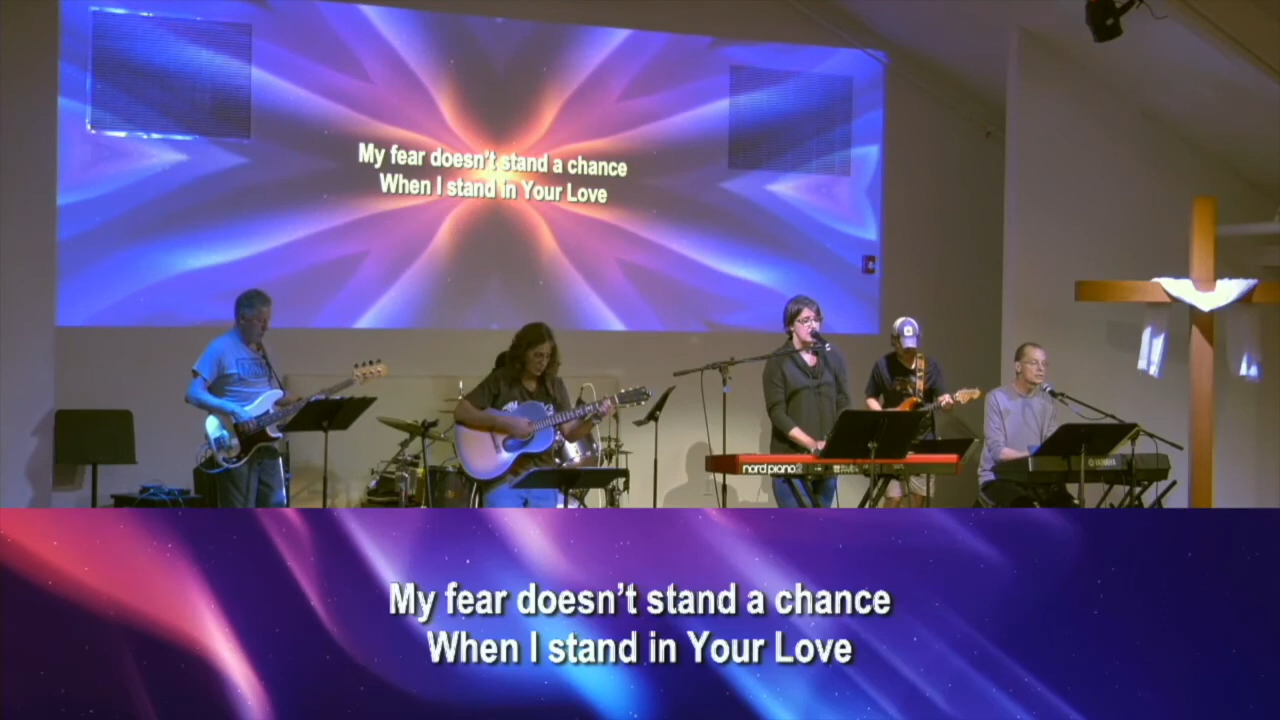 My fear doesn't stand a chance
When I stand in Your Love
nord piano 2
YAMAHA
My fear doesn't stand a chance
When I stand in Your Love